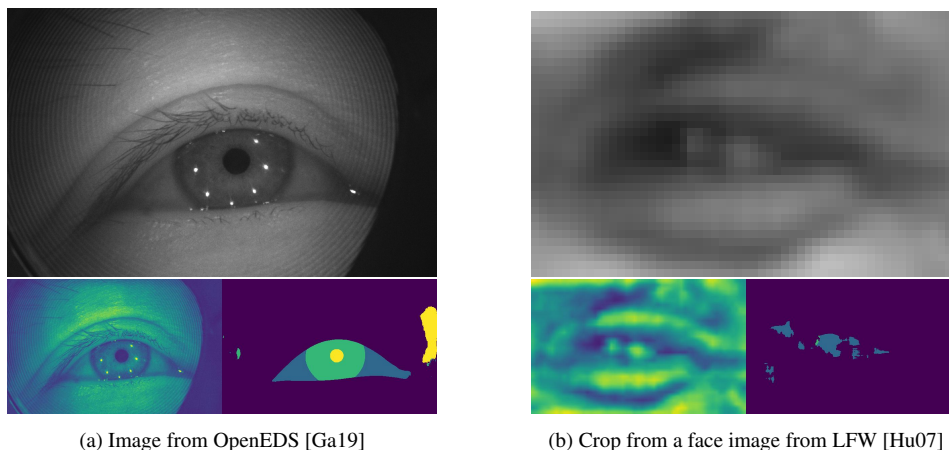 (a) Image from OpenEDS [Ga19]
(b) Crop from a face image from LFW [Hu07]